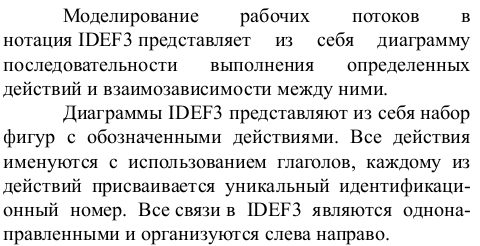 Моделирование рабочих потоков в
нотация IDEF3 представляет из себя диаграмму
последовательности выполнения определенных
действий и взаимозависимости между ними.
Диаграммы IDEF3 представляют из себя набор
фигур с обозначенными действиями. Все действия
именуются с использованием глаголов, каждому из
действий присваивается уникальный идентификаци-
онный номер. Все связи в IDEF3 являются однона-
правленными и организуются слева направо.